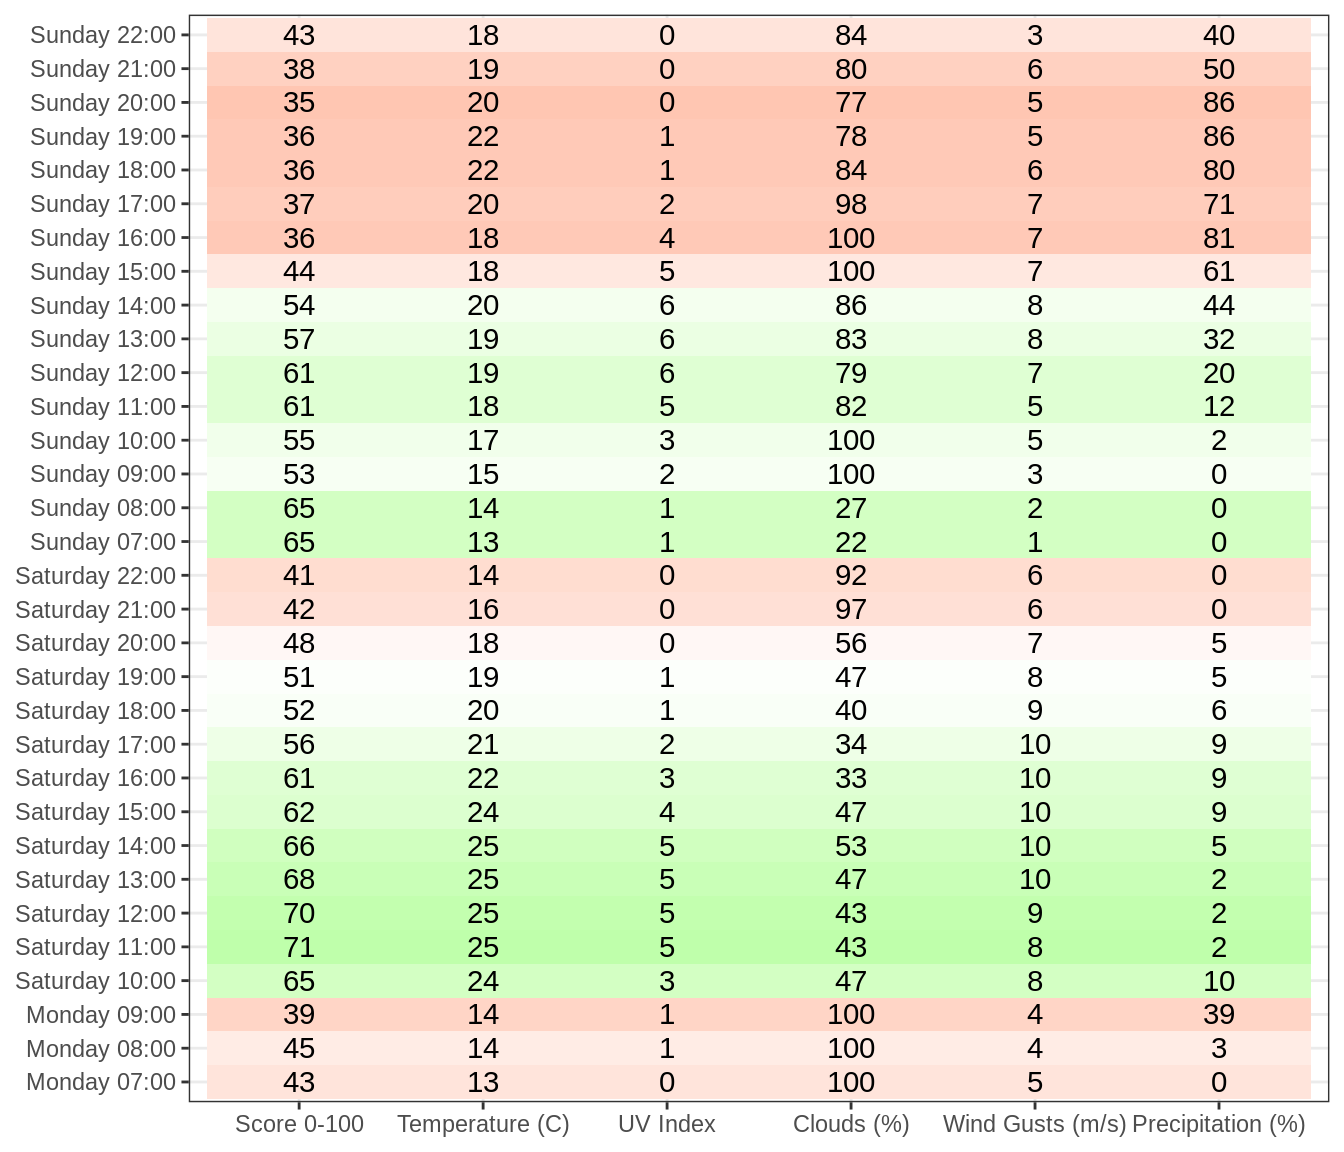 Sunday 22:00 43 18 0 84 3 40
Sunday 21:00 38 19 0 80 6 50
Sunday 20:00 35 20 0 77 5 86
Sunday 19:00 36 22 1 78 5 86
Sunday 18:00 36 22 1 84 6 80
Sunday 17:00 37 20 2 98 7 71
Sunday 16:00 36 18 4 100 7 81
Sunday 15:00 44 18 5 100 7 61
Sunday 14:00 54 20 6 86 8 44
Sunday 13:00 57 19 6 83 8 32
Sunday 12:00 61 19 6 79 7 20
Sunday 11:00 61 18 5 82 5 12
Sunday 10:00 55 17 3 100 5 2
Sunday 09:00 53 15 2 100 3 0
Sunday 08:00 65 14 1 27 2 0
Sunday 07:00 65 13 1 22 1 0
Saturday 22:00 41 14 0 92 6 0
Saturday 21:00 42 16 0 97 6 0
Saturday 20:00 48 18 0 56 7 5
Saturday 19:00 51 19 1 47 8 5
Saturday 18:00 52 20 1 40 9 6
Saturday 17:00 56 21 2 34 10 9
Saturday 16:00 61 22 3 33 10 9
Saturday 15:00 62 24 4 47 10 9
Saturday 14:00 66 25 5 53 10 5
Saturday 13:00 68 25 5 47 10 2
Saturday 12:00 70 25 5 43 9 2
Saturday 11:00 71 25 5 43 8 2
Saturday 10:00 65 24 3 47 8 10
Monday 09:00 39 14 1 100 4 39
Monday 08:00 45 14 1 100 4 3
Monday 07:00 43 13 0 100 5 0
Score 0-100 Temperature (C) UV Index Clouds (%) Wind Gusts (m/s) Precipitation (%)